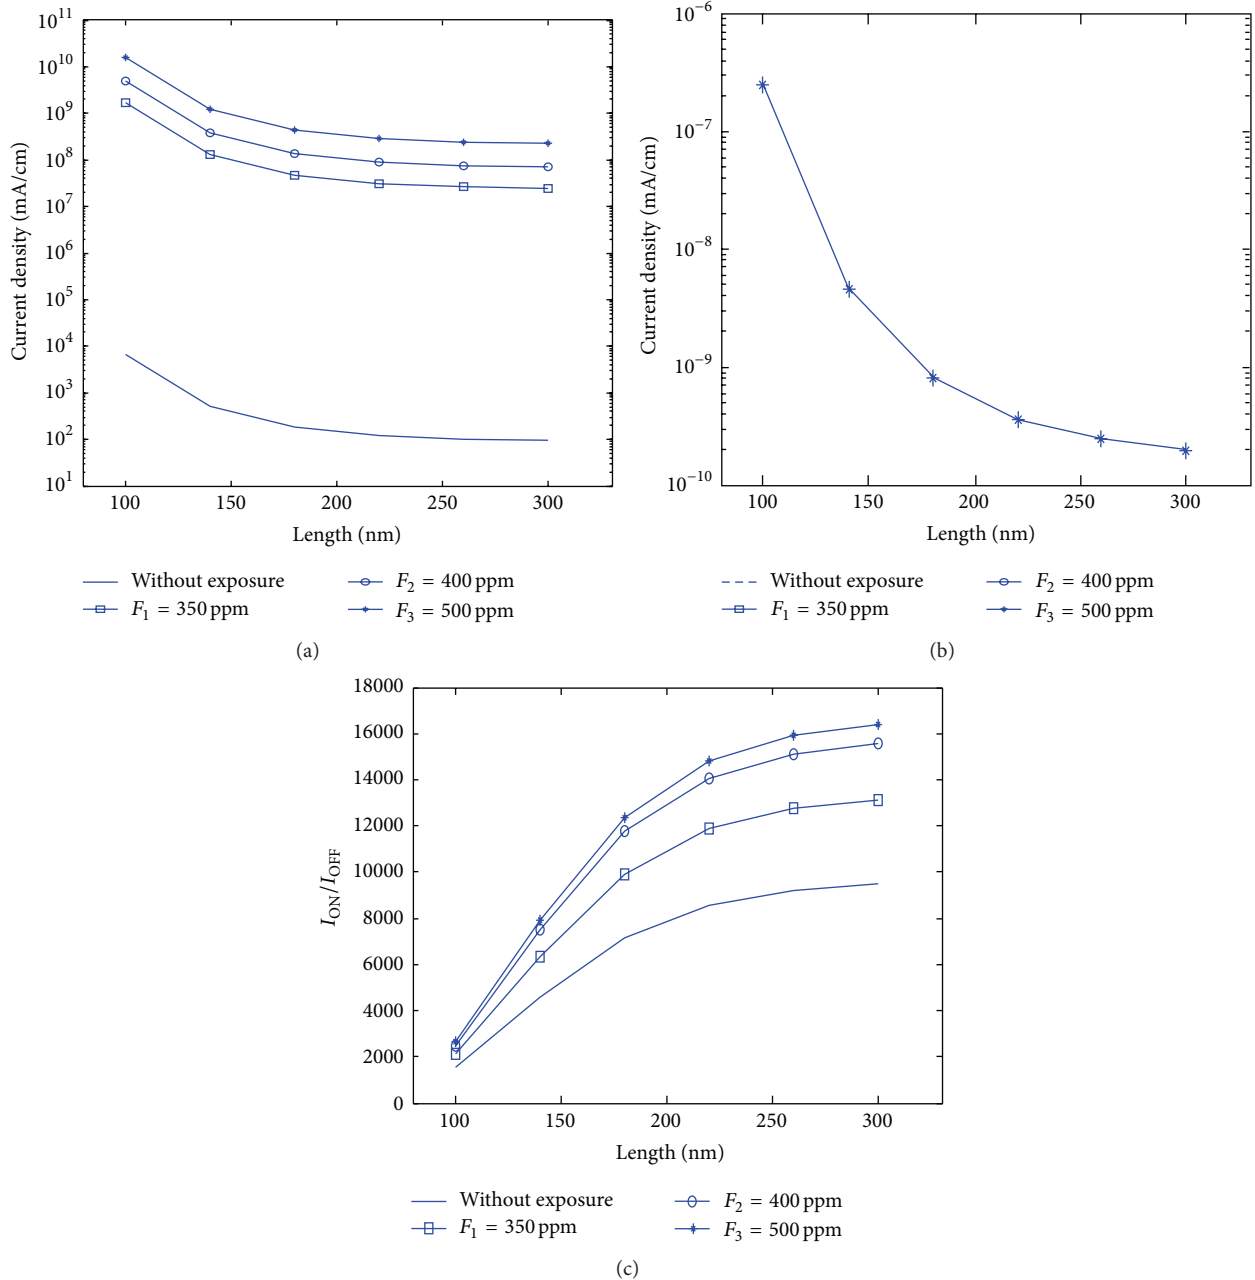 10^11
10^10
10^9
10^8
10^7
10^6
10^5
10^4
10^3
10^2
10^1
Current density (mA/cm)
100 150 200 250 300
Length (nm)
Without exposure
F1 = 350 ppm
F2 = 400 ppm
F3 = 500 ppm
(a)
10^−6
10^−7
10^−8
10^−9
10^−10
Current density (mA/cm)
100 150 200 250 300
Length (nm)
Without exposure
F1 = 350 ppm
F2 = 400 ppm
F3 = 500 ppm
(b)
18000
16000
14000
12000
10000
8000
6000
4000
2000
0
ION/IOFF
100 150 200 250 300
Length (nm)
Without exposure
F1 = 350 ppm
F2 = 400 ppm
F3 = 500 ppm
(c)